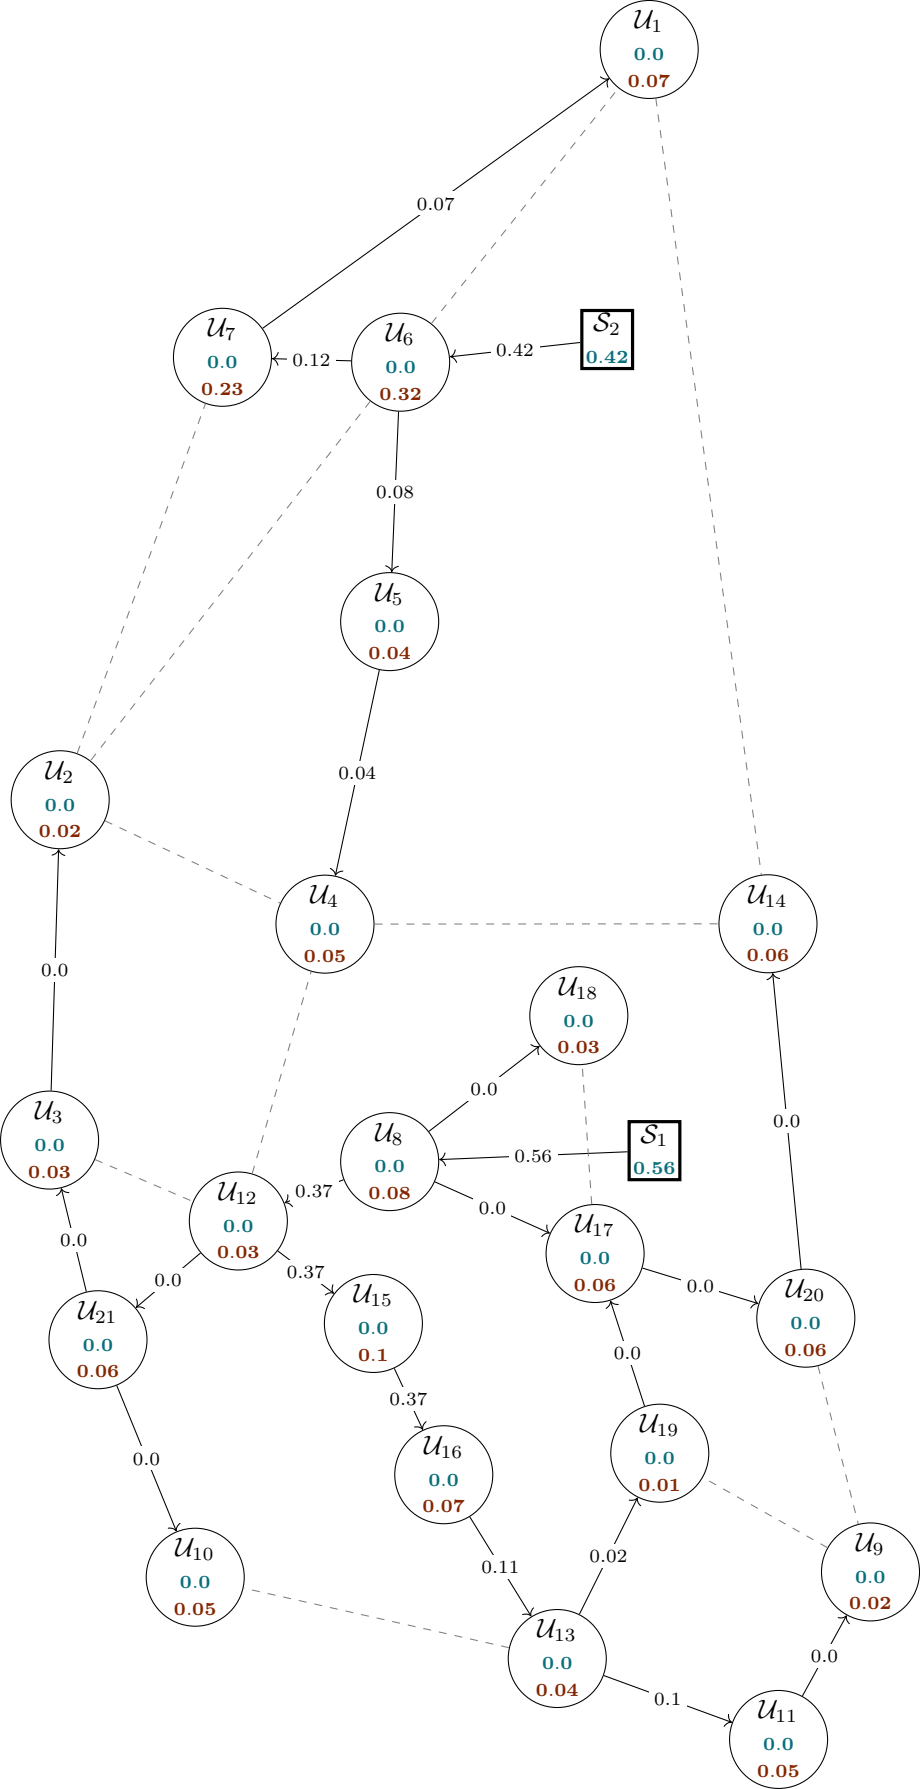 𝒰₁
0.0
0.07
0.07
𝒰₇
0.0
0.23
0.12
𝒰₆
0.0
0.32
0.42
𝒮₂
0.42
0.08
𝒰₅
0.0
0.04
0.04
𝒰₂
0.0
0.02
𝒰₄
0.0
0.05
𝒰₁₄
0.0
0.06
0.0
𝒰₁₈
0.0
0.03
0.0
𝒰₃
0.0
0.03
𝒰₈
0.0
0.08
0.56
𝒮₁
0.56
0.0
𝒰₁₂
0.0
0.03
0.37
0.0
𝒰₁₇
0.0
0.06
0.0
0.0
0.37
0.0
𝒰₂₁
0.0
0.06
𝒰₁₅
0.0
0.1
𝒰₂₀
0.0
0.06
0.0
0.37
0.0
𝒰₁₆
0.0
0.07
𝒰₁₉
0.0
0.01
0.11
0.02
𝒰₁₀
0.0
0.05
𝒰₉
0.0
0.02
𝒰₁₃
0.0
0.04
0.1
0.0
𝒰₁₁
0.0
0.05